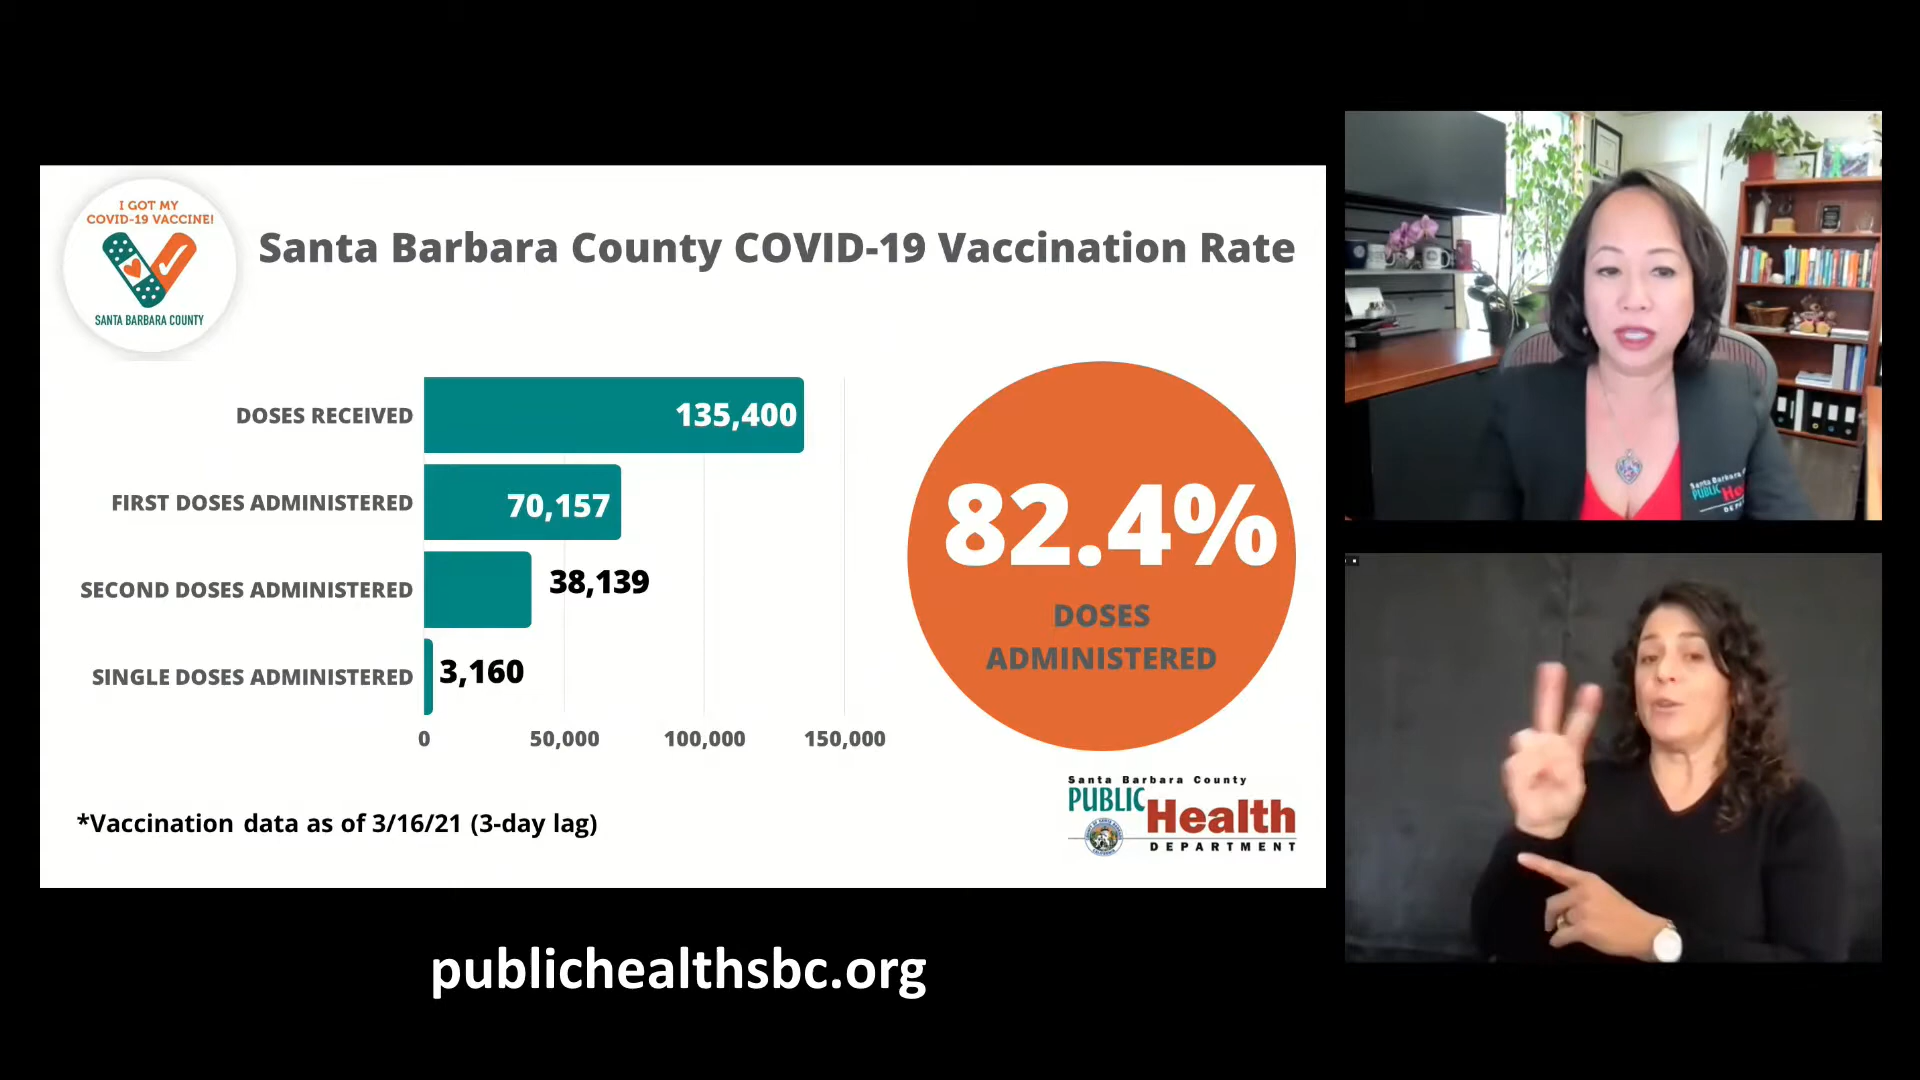 I GOT MY
COVID-19 VACCINE!
SANTA BARBARA COUNTY
Santa Barbara County COVID-19 Vaccination Rate
DOSES RECEIVED
135,400
FIRST DOSES ADMINISTERED
70,157
SECOND DOSES ADMINISTERED
38,139
SINGLE DOSES ADMINISTERED
3,160
0
50,000
100,000
150,000
82.4%
DOSES
ADMINISTERED
*Vaccination data as of 3/16/21 (3-day lag)
Santa Barbara County
PUBLIC
Health
DEPARTMENT
publichealthsbc.org
Santa Barbara
PUBLIC